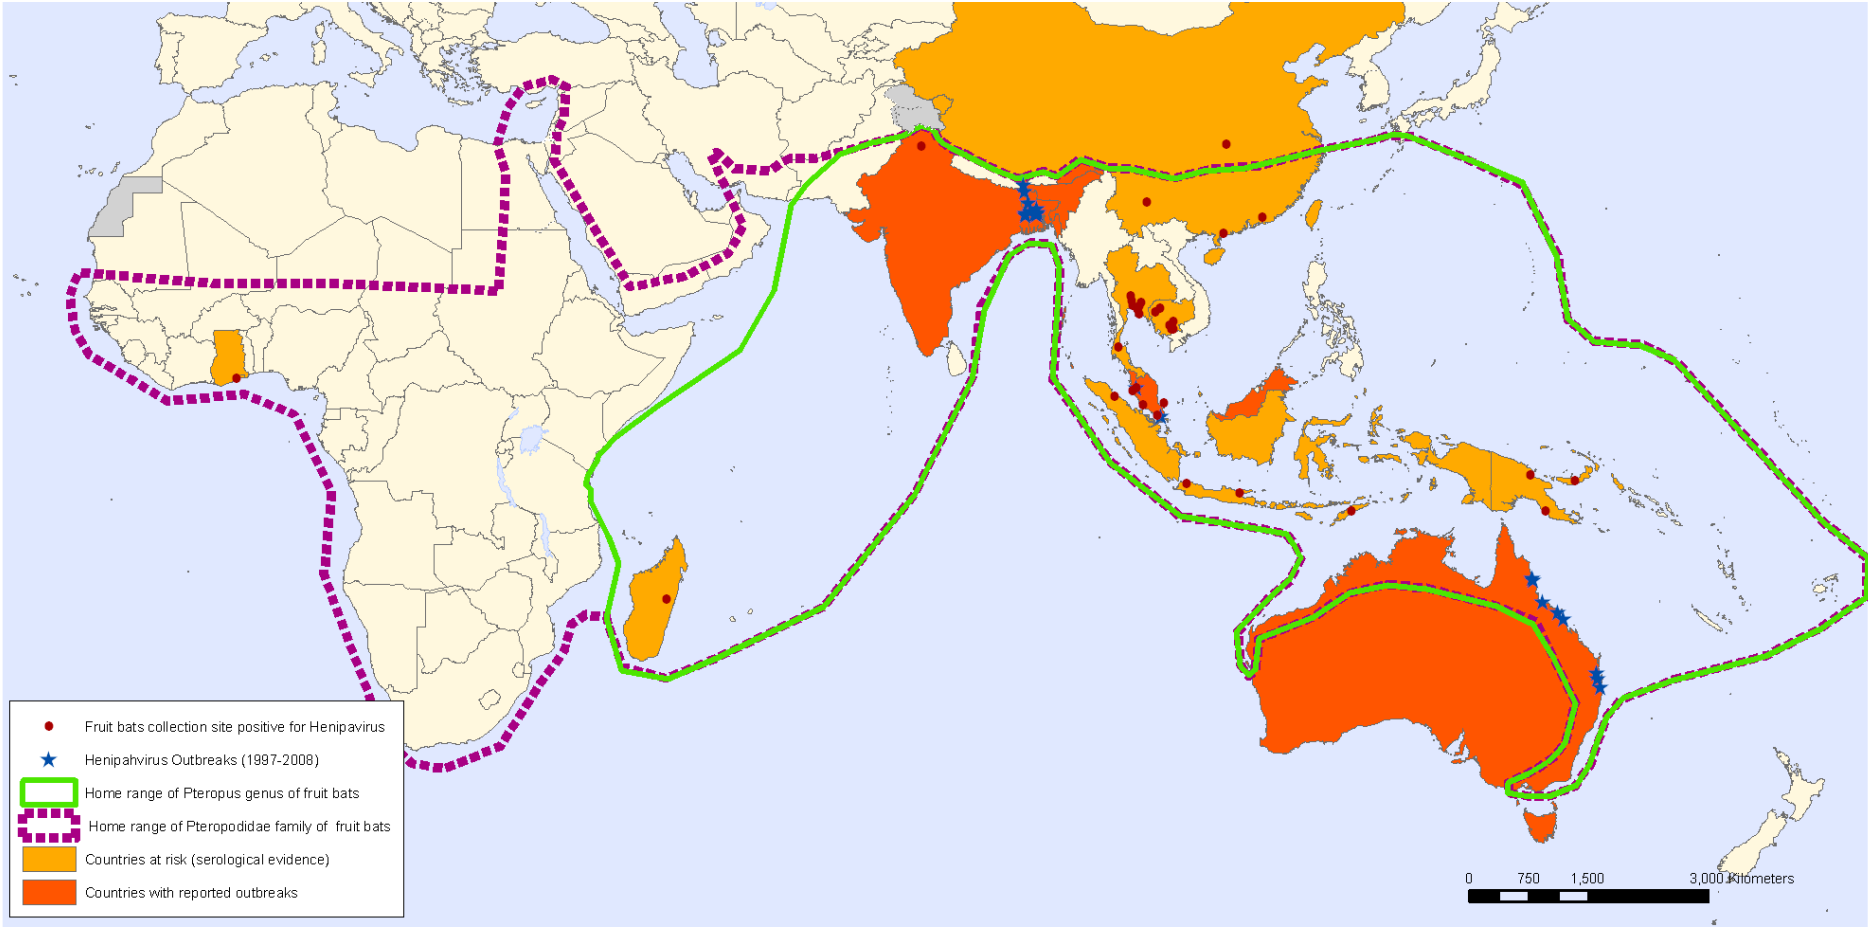 Fruit bats collection site positive for Henipavirus
Henipahvirus Outbreaks (1997-2008)
Home range of Pteropus genus of fruit bats
Home range of Pteropodidae family of fruit bats
Countries at risk (serological evidence)
Countries with reported outbreaks
0 750 1,500 3,000 Kilometers